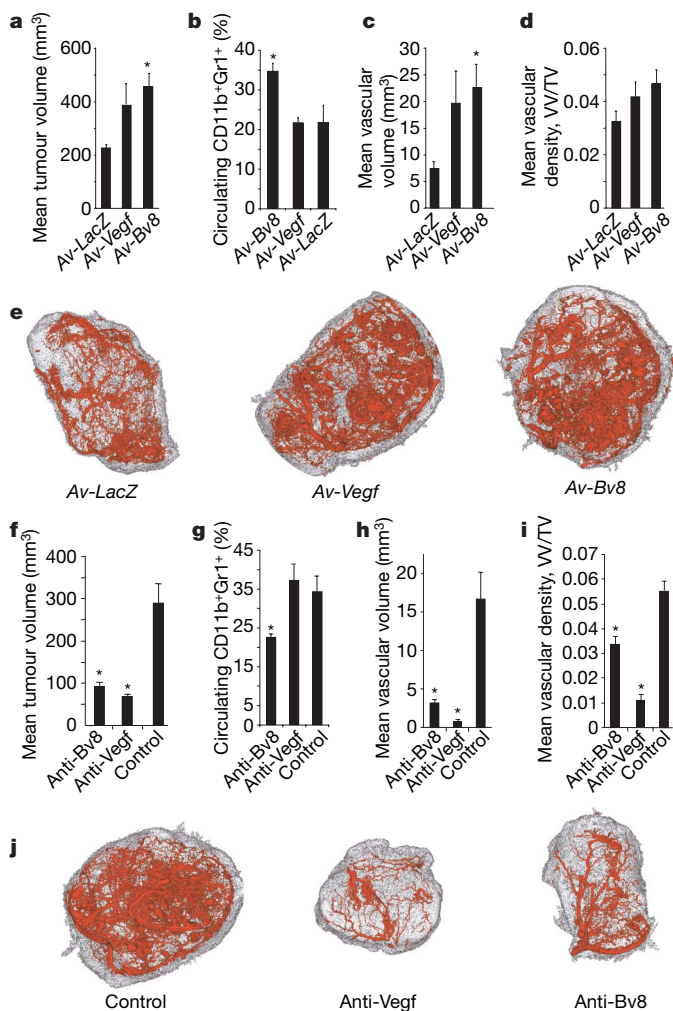 a
Mean tumour volume (mm³)
600
400
200
0
Av-LacZ
Av-Vegf
*
Av-Bv8
b
Circulating CD11b⁺Gr1⁺ (%)
40
30
20
10
0
*
Av-Bv8
Av-Vegf
Av-LacZ
c
Mean vascular
volume (mm³)
30
25
20
15
10
5
0
*
Av-LacZ
Av-Vegf
Av-Bv8
d
Mean vascular
density, VV/TV
0.06
0.04
0.02
0
Av-LacZ
Av-Vegf
Av-Bv8
e
Av-LacZ
Av-Vegf
Av-Bv8
f
Mean tumour volume (mm³)
400
300
200
100
0
*
*
Anti-Bv8
Anti-Vegf
Control
g
Circulating CD11b⁺Gr1⁺ (%)
45
35
25
15
0
*
Anti-Bv8
Anti-Vegf
Control
h
Mean vascular volume (mm³)
20
15
10
5
0
*
*
Anti-Bv8
Anti-Vegf
Control
i
Mean vascular density, VV/TV
0.07
0.06
0.05
0.04
0.03
0.02
0.01
0
*
*
Anti-Bv8
Anti-Vegf
Control
j
Control
Anti-Vegf
Anti-Bv8